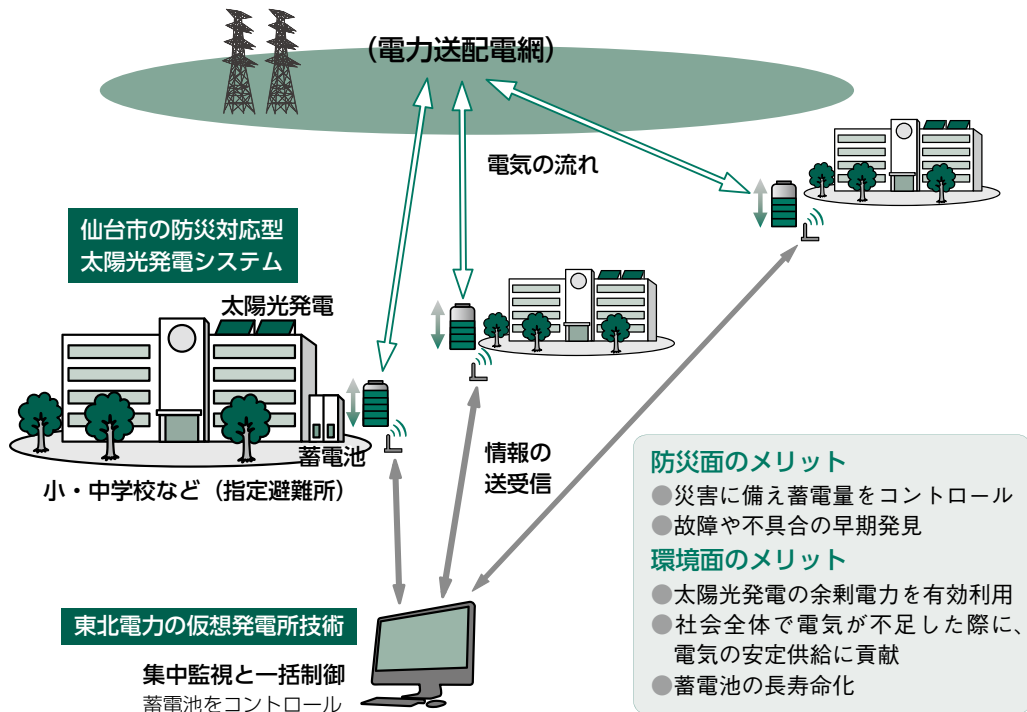 (電力送配電網)
電気の流れ
仙台市の防災対応型
太陽光発電システム
太陽光発電
蓄電池
小・中学校など（指定避難所）
情報の
送受信
東北電力の仮想発電所技術
集中監視と一括制御
蓄電池をコントロール
防災面のメリット
●災害に備え蓄電量をコントロール
●故障や不具合の早期発見
環境面のメリット
●太陽光発電の余剰電力を有効利用
●社会全体で電気が不足した際に、
電気の安定供給に貢献
●蓄電池の長寿命化